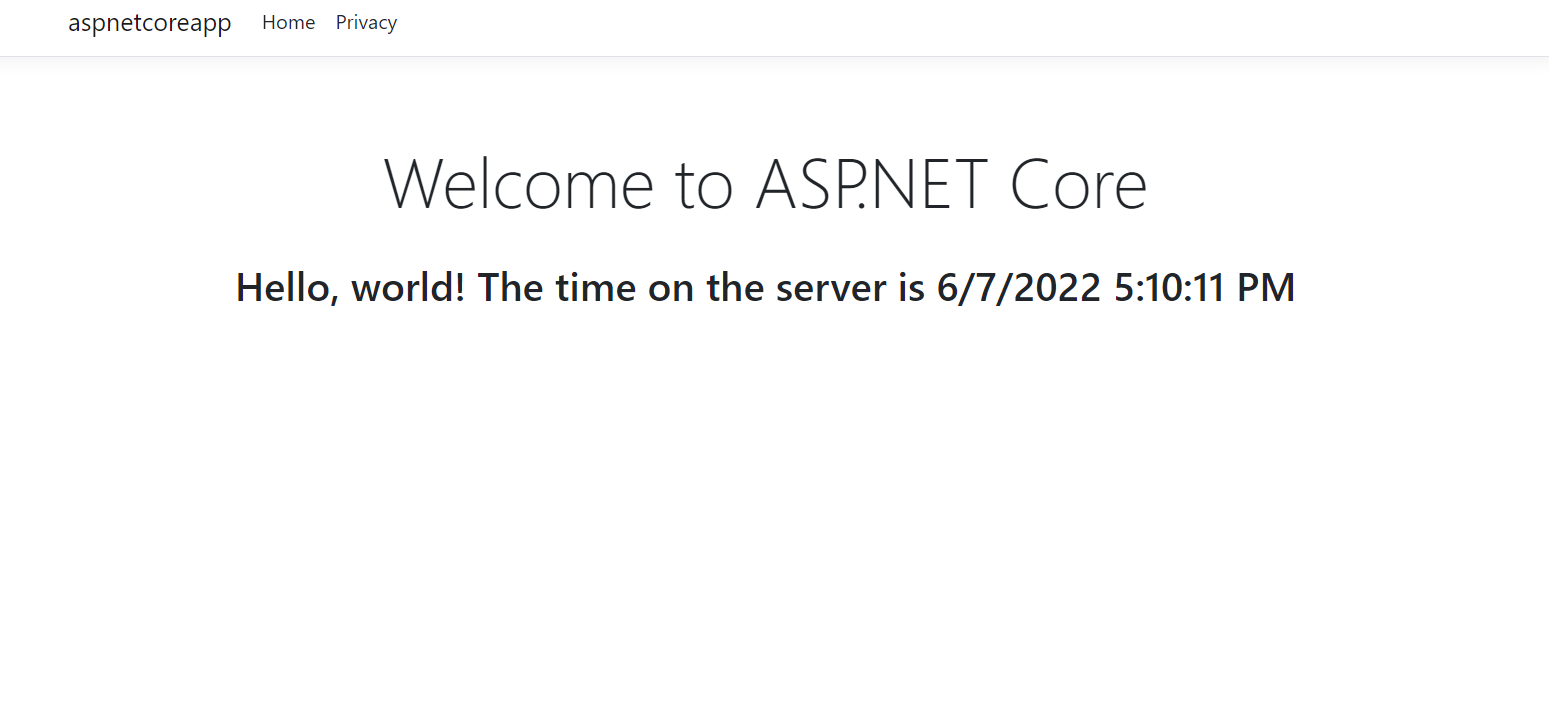 aspnetcoreapp Home Privacy
Welcome to ASP.NET Core
Hello, world! The time on the server is 6/7/2022 5:10:11 PM